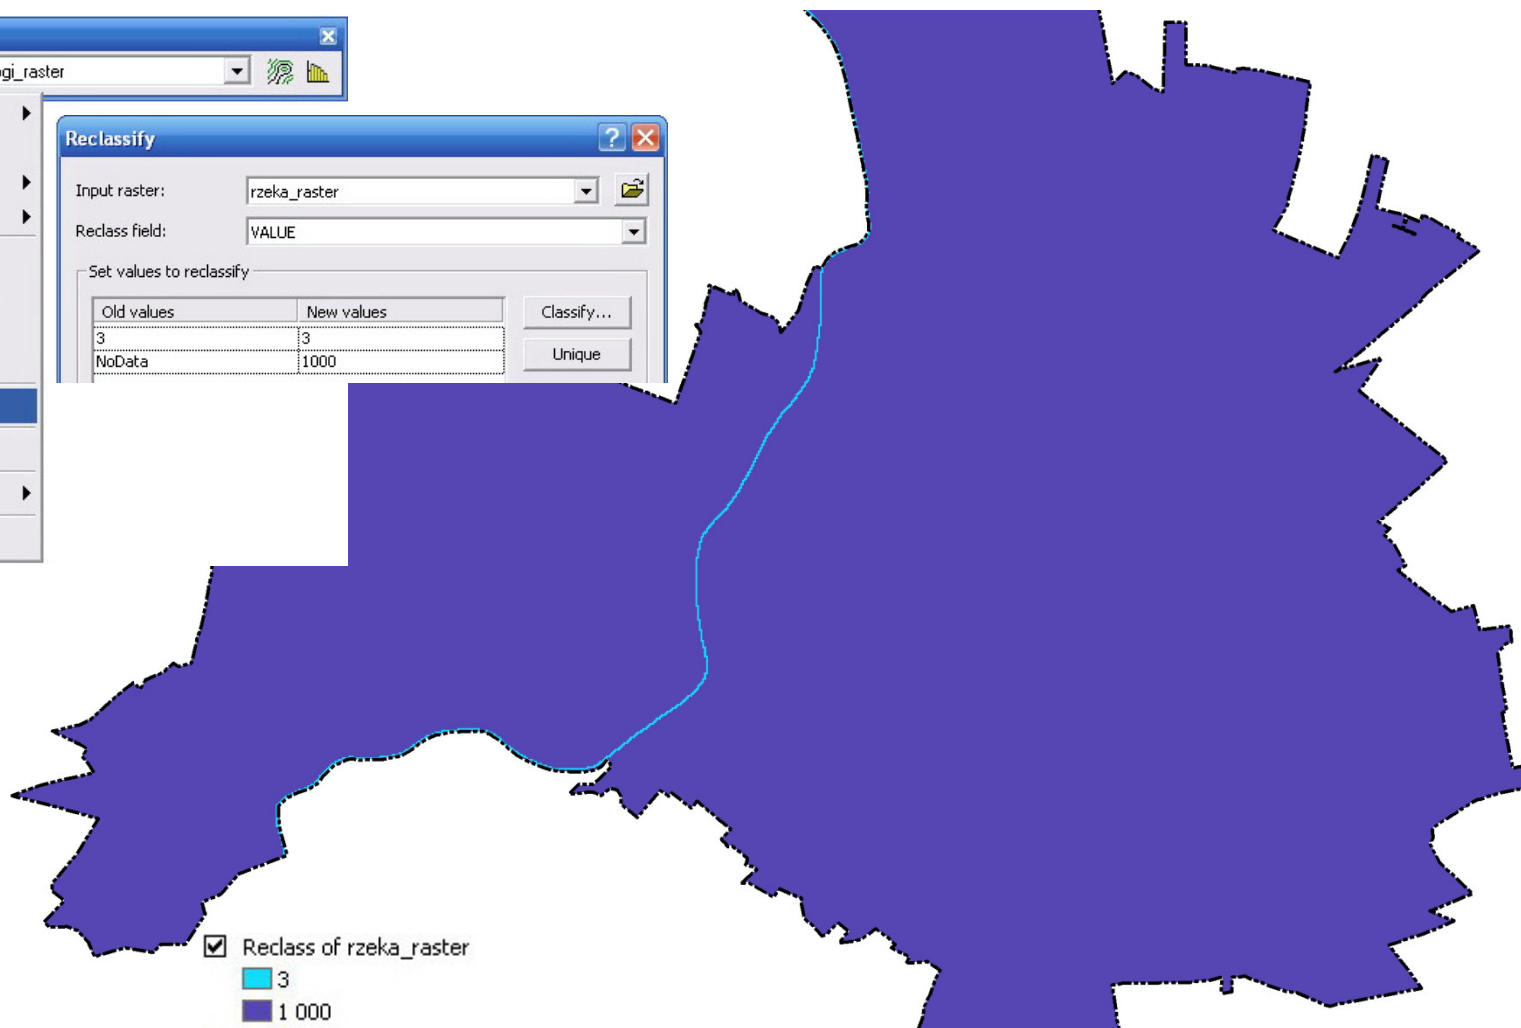 gi_raster
Reclassify
Input raster: rzeka_raster
Reclass field: VALUE
Set values to reclassify
Old values New values Classify...
3 3
NoData 1000 Unique
Reclass of rzeka_raster
3
1 000